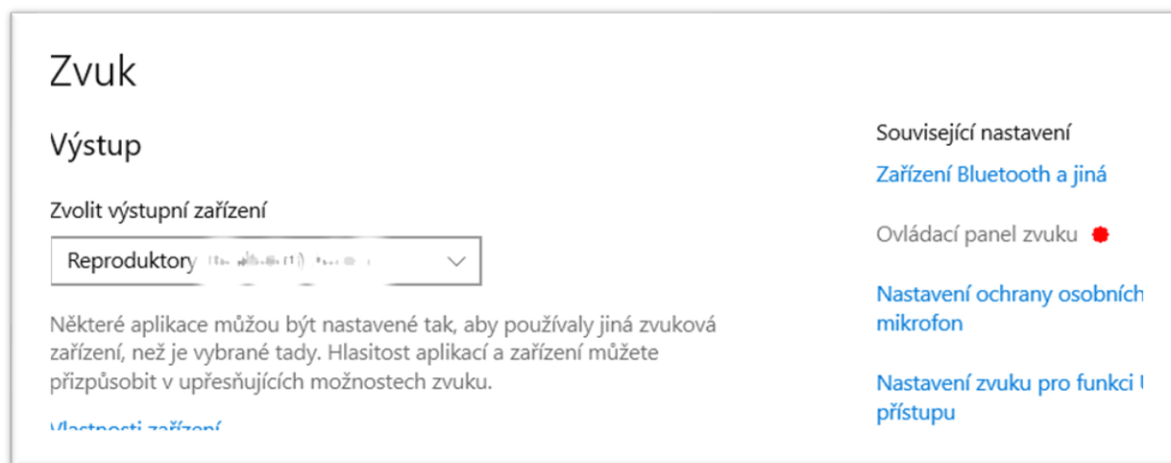 Zvuk
Výstup
Zvolit výstupní zařízení
Reproduktory
Některé aplikace můžou být nastavené tak, aby používaly jiná zvuková
zařízení, než je vybrané tady. Hlasitost aplikací a zařízení můžete
přizpůsobit v upřesňujících možnostech zvuku.
Vlastnosti zařízení
Související nastavení
Zařízení Bluetooth a jiná
Ovládací panel zvuku
Nastavení ochrany osobních
mikrofon
Nastavení zvuku pro funkci
přístupu